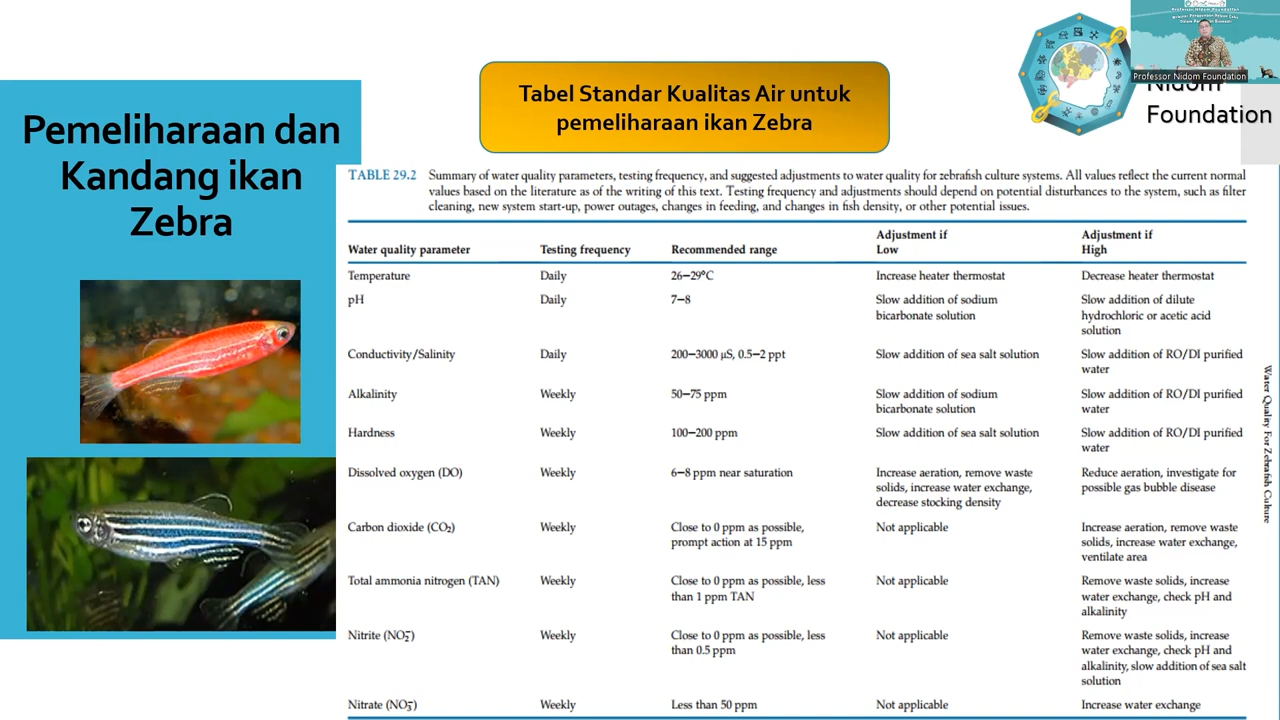 Pemeliharaan dan
Kandang ikan
Zebra
Tabel Standar Kualitas Air untuk
pemeliharaan ikan Zebra
Professor Nidom Foundation
Professor Nidom Foundation
Nidom
Foundation
TABLE 29.2 Summary of water quality parameters, testing frequency, and suggested adjustments to water quality for zebrafish culture systems. All values reflect the current normal
values based on the literature as of the writing of this text. Testing frequency and adjustments should depend on potential disturbances to the system, such as filter
cleaning, new system start-up, power outages, changes in feeding, and changes in fish density, or other potential issues.
Water quality parameter Testing frequency Recommended range Adjustment if Low Adjustment if High
Temperature Daily 26–29°C Increase heater thermostat Decrease heater thermostat
pH Daily 7–8 Slow addition of sodium bicarbonate solution Slow addition of dilute hydrochloric or acetic acid solution
Conductivity/Salinity Daily 200–3000 µS, 0.5–2 ppt Slow addition of sea salt solution Slow addition of RO/DI purified water
Alkalinity Weekly 50–75 ppm Slow addition of sodium bicarbonate solution Slow addition of RO/DI purified water
Hardness Weekly 100–200 ppm Slow addition of sea salt solution Slow addition of RO/DI purified water
Dissolved oxygen (DO) Weekly 6–8 ppm near saturation Increase aeration, remove waste solids, increase water exchange, decrease stocking density Reduce aeration, investigate for possible gas bubble disease
Carbon dioxide (CO₂) Weekly Close to 0 ppm as possible, prompt action at 15 ppm Not applicable Increase aeration, remove waste solids, increase water exchange, ventilate area
Total ammonia nitrogen (TAN) Weekly Close to 0 ppm as possible, less than 1 ppm TAN Not applicable Remove waste solids, increase water exchange, check pH and alkalinity
Nitrite (NO₂⁻) Weekly Close to 0 ppm as possible, less than 0.5 ppm Not applicable Remove waste solids, increase water exchange, check pH and alkalinity, slow addition of sea salt solution
Nitrate (NO₃⁻) Weekly Less than 50 ppm Not applicable Increase water exchange
Water Quality For Zebrafish Culture